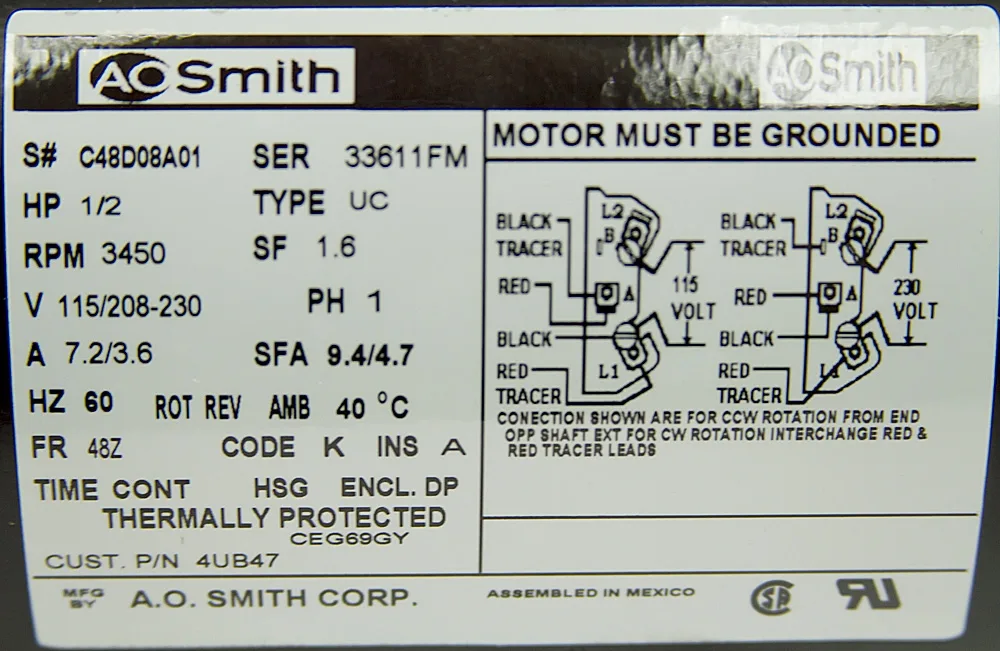 AO Smith
AO Smith
S# C48D08A01 SER 33611FM
HP 1/2 TYPE UC
RPM 3450 SF 1.6
V 115/208-230 PH 1
A 7.2/3.6 SFA 9.4/4.7
HZ 60 ROT REV AMB 40 °C
FR 48Z CODE K INS A
TIME CONT HSG ENCL. DP
THERMALLY PROTECTED
CEG69GY
CUST. P/N 4UB47
MOTOR MUST BE GROUNDED
BLACK
TRACER
RED
BLACK
RED
TRACER
L2
B
A
L1
115
VOLT
BLACK
TRACER
RED
BLACK
RED
TRACER
L2
B
A
L1
230
VOLT
CONECTION SHOWN ARE FOR CCW ROTATION FROM END
OPP SHAFT EXT FOR CW ROTATION INTERCHANGE RED &
RED TRACER LEADS
MFG
BY
A.O. SMITH CORP.
ASSEMBLED IN MEXICO
SA
RU